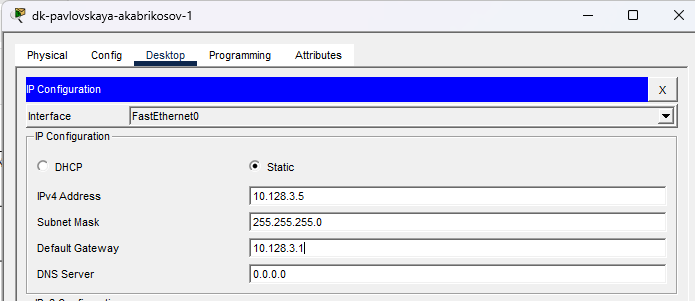 dk-pavlovskaya-akabrikosov-1
Physical Config Desktop Programming Attributes
IP Configuration X
Interface FastEthernet0
IP Configuration
DHCP Static
IPv4 Address 10.128.3.5
Subnet Mask 255.255.255.0
Default Gateway 10.128.3.1
DNS Server 0.0.0.0